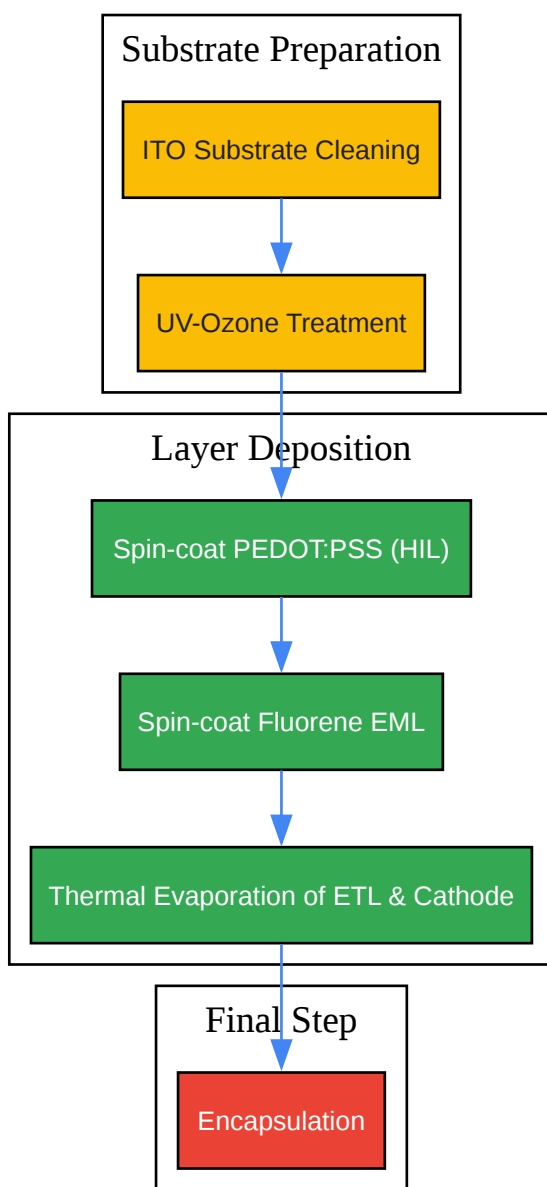 Substrate Preparation
ITO Substrate Cleaning
UV-Ozone Treatment
Layer Deposition
Spin-coat PEDOT:PSS (HIL)
Spin-coat Fluorene EML
Thermal Evaporation of ETL & Cathode
Final Step
Encapsulation